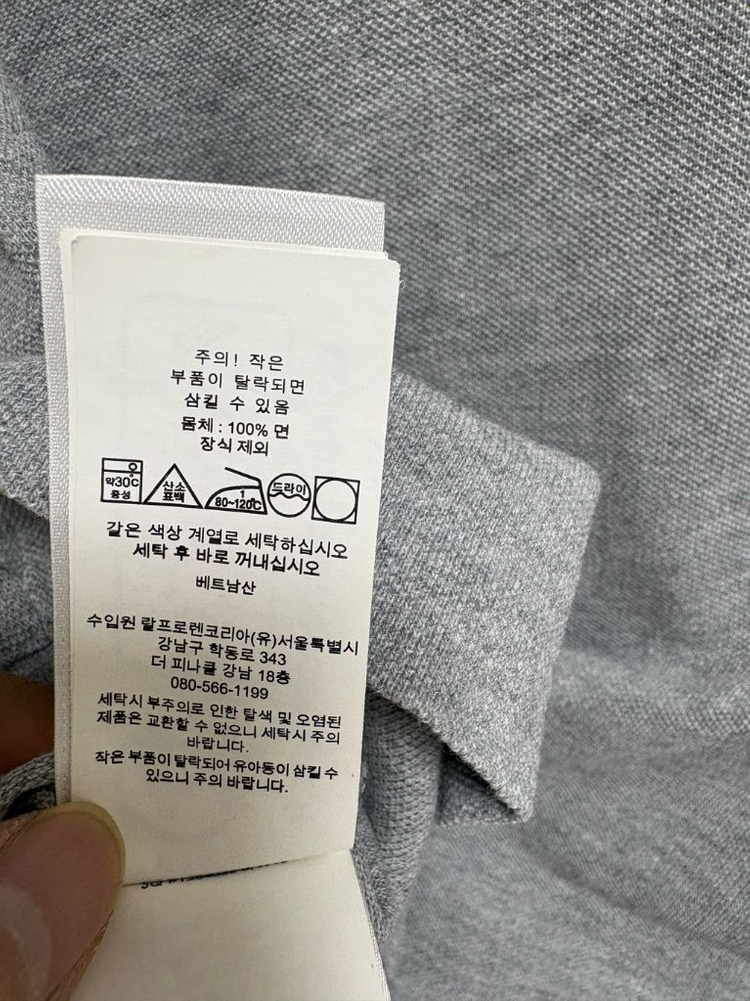 주의! 작은
부품이 탈락되면
삼킬 수 있음
몸체 : 100% 면
장식 제외
약30℃
중성
산소
표백
1
80~120℃
드라이
같은 색상 계열로 세탁하십시오
세탁 후 바로 꺼내십시오
베트남산
수입원 랄프로렌코리아(유)서울특별시
강남구 학동로 343
더 피나클 강남 18층
080-566-1199
세탁시 부주의로 인한 탈색 및 오염된
제품은 교환할 수 없으니 세탁시 주의
바랍니다.
작은 부품이 탈락되어 유아동이 삼킬 수
있으니 주의 바랍니다.